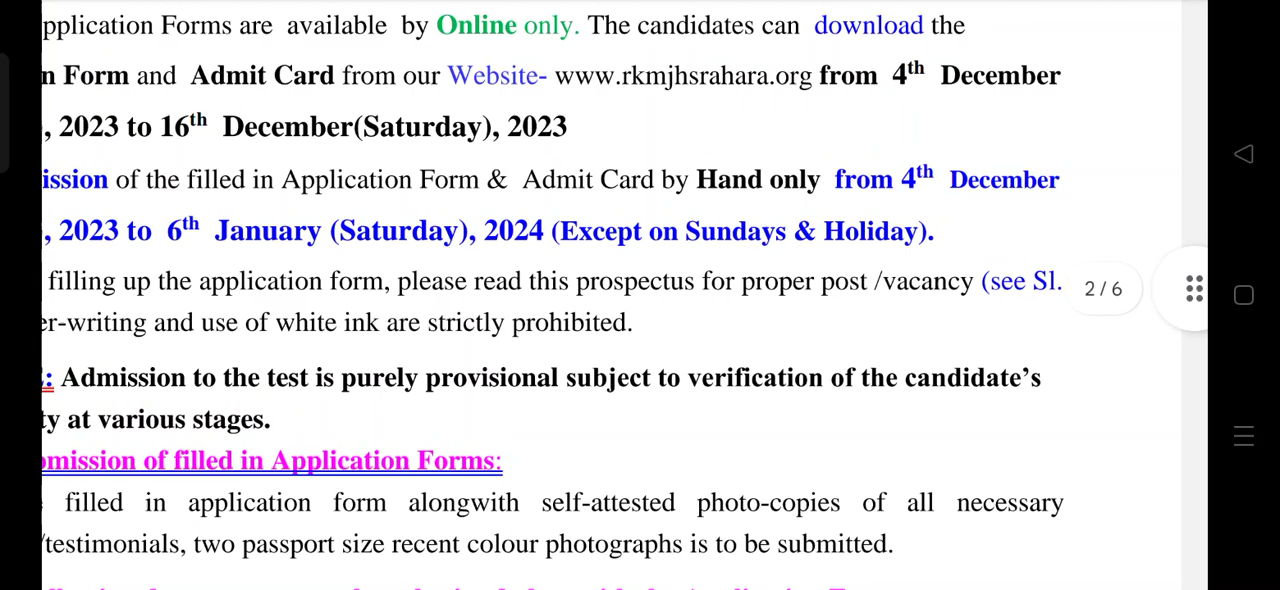 pplication Forms are available by Online only. The candidates can download the
n Form and Admit Card from our Website- www.rkmjhsrahara.org from 4th December
, 2023 to 16th December(Saturday), 2023
ission of the filled in Application Form & Admit Card by Hand only from 4th December
, 2023 to 6th January (Saturday), 2024 (Except on Sundays & Holiday).
filling up the application form, please read this prospectus for proper post /vacancy (see Sl.
2 / 6
er-writing and use of white ink are strictly prohibited.
: Admission to the test is purely provisional subject to verification of the candidate’s
ty at various stages.
omission of filled in Application Forms:
filled in application form alongwith self-attested photo-copies of all necessary
/testimonials, two passport size recent colour photographs is to be submitted.